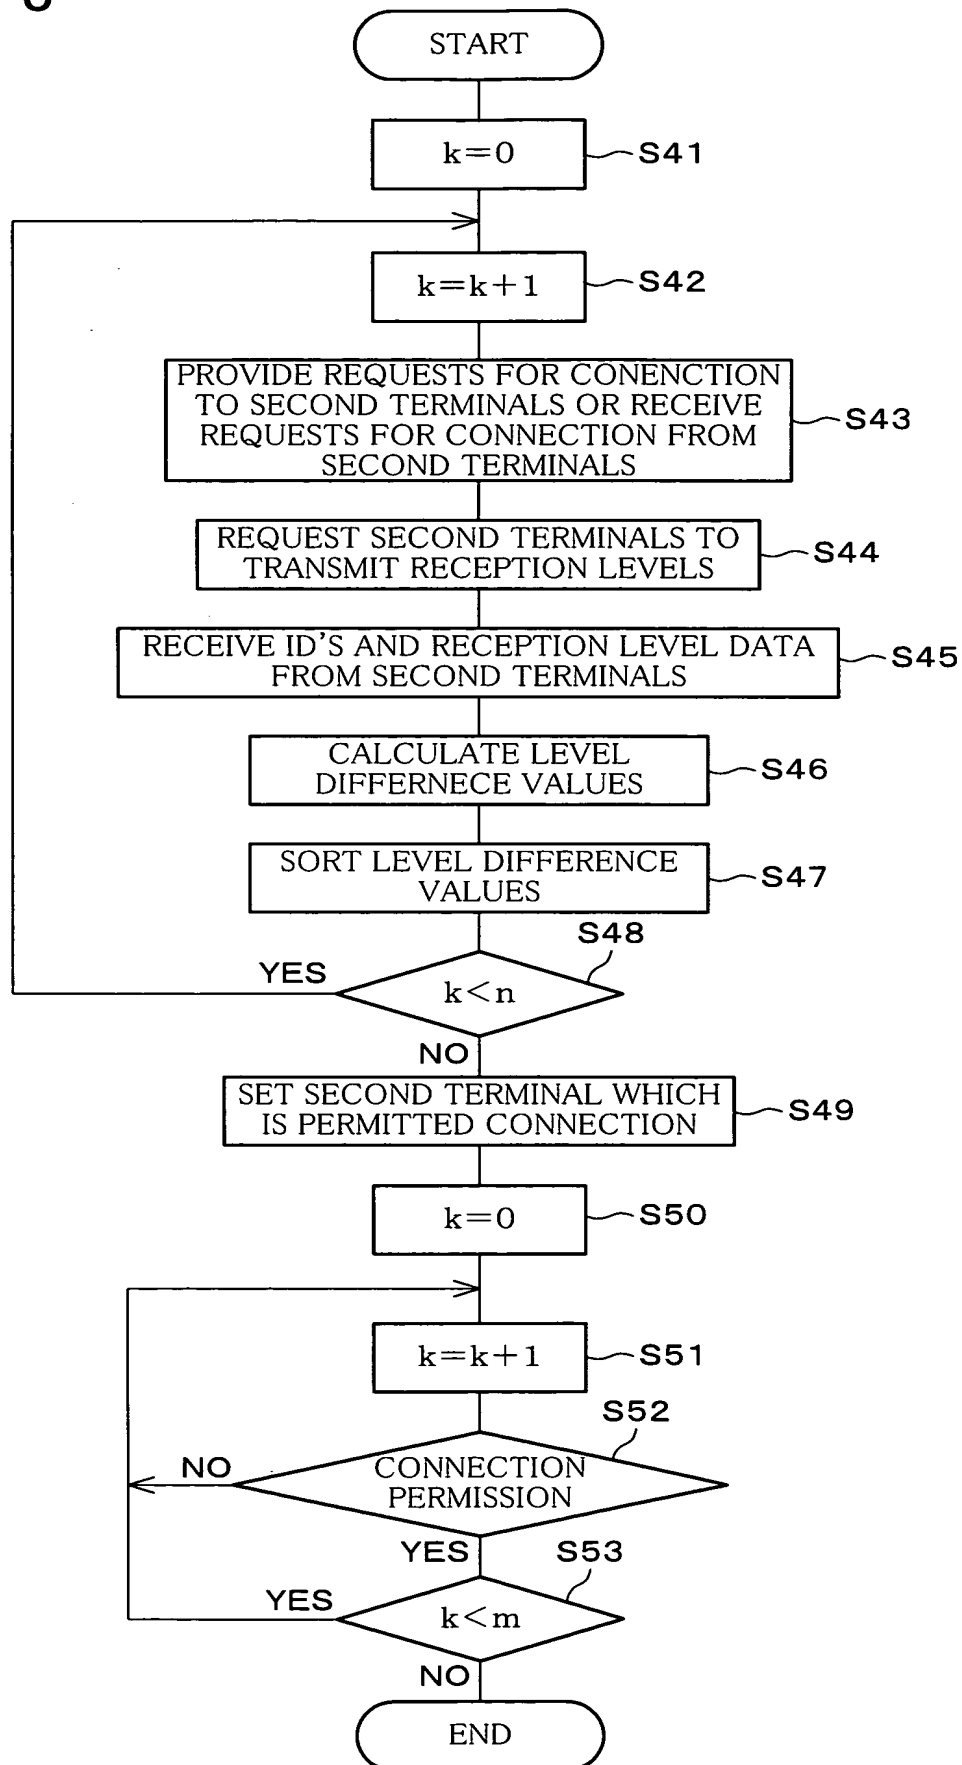 START
k=0
S41
k=k+1
S42
PROVIDE REQUESTS FOR CONENCTION
TO SECOND TERMINALS OR RECEIVE
REQUESTS FOR CONNECTION FROM
SECOND TERMINALS
S43
REQUEST SECOND TERMINALS TO
TRANSMIT RECEPTION LEVELS
S44
RECEIVE ID'S AND RECEPTION LEVEL DATA
FROM SECOND TERMINALS
S45
CALCULATE LEVEL
DIFFERNECE VALUES
S46
SORT LEVEL DIFFERENCE
VALUES
S47
S48
YES
k<n
NO
SET SECOND TERMINAL WHICH
IS PERMITTED CONNECTION
S49
k=0
S50
k=k+1
S51
S52
NO
CONNECTION
PERMISSION
YES
S53
YES
k<m
NO
END